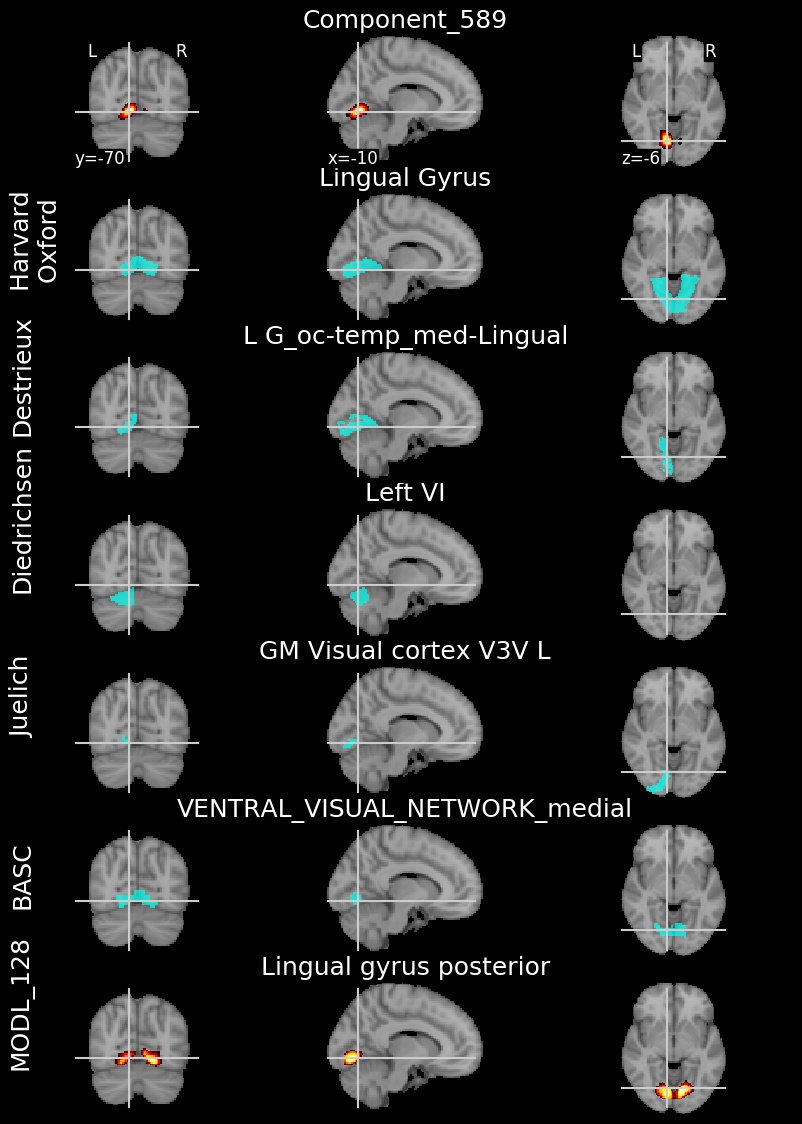 Component_589
L R
L R
y=-70
x=-10
z=-6
Lingual Gyrus
Harvard
Oxford
L G_oc-temp_med-Lingual
Destrieux
Left VI
Diedrichsen
GM Visual cortex V3V L
Juelich
VENTRAL_VISUAL_NETWORK_medial
BASC
Lingual gyrus posterior
MODL_128